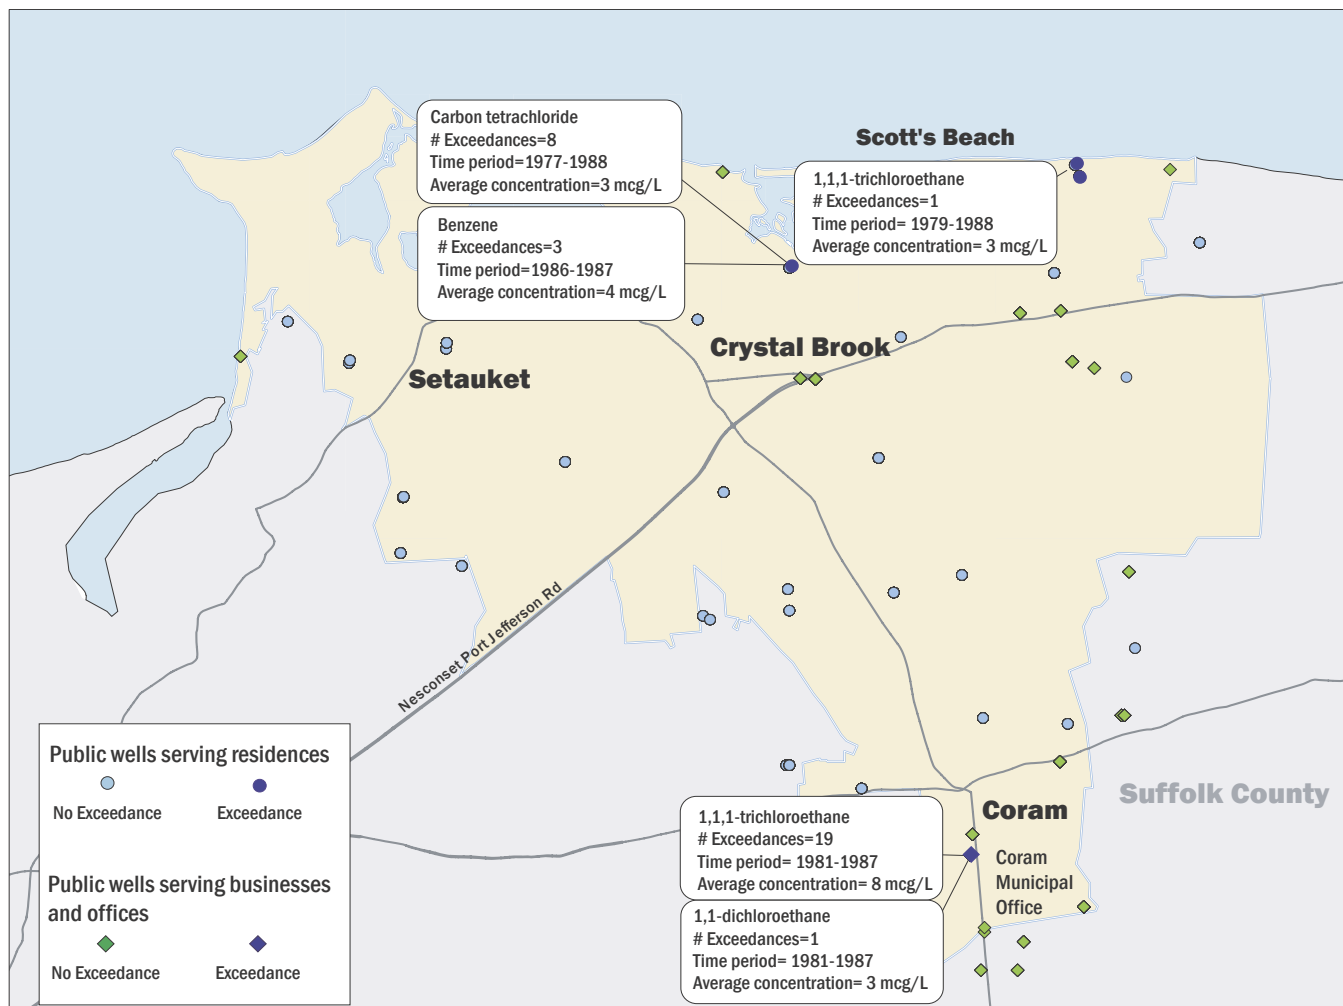 Carbon tetrachloride
# Exceedances=8
Time period=1977-1988
Average concentration=3 mcg/L
Scott's Beach
1,1,1-trichloroethane
# Exceedances=1
Time period= 1979-1988
Average concentration= 3 mcg/L
Benzene
# Exceedances=3
Time period=1986-1987
Average concentration=4 mcg/L
Crystal Brook
Setauket
Nesconset Port Jefferson Rd
Public wells serving residences
No Exceedance
Exceedance
Public wells serving businesses
and offices
No Exceedance
Exceedance
Suffolk County
Coram
1,1,1-trichloroethane
# Exceedances=19
Time period= 1981-1987
Average concentration= 8 mcg/L
Coram
Municipal
Office
1,1-dichloroethane
# Exceedances=1
Time period= 1981-1987
Average concentration= 3 mcg/L